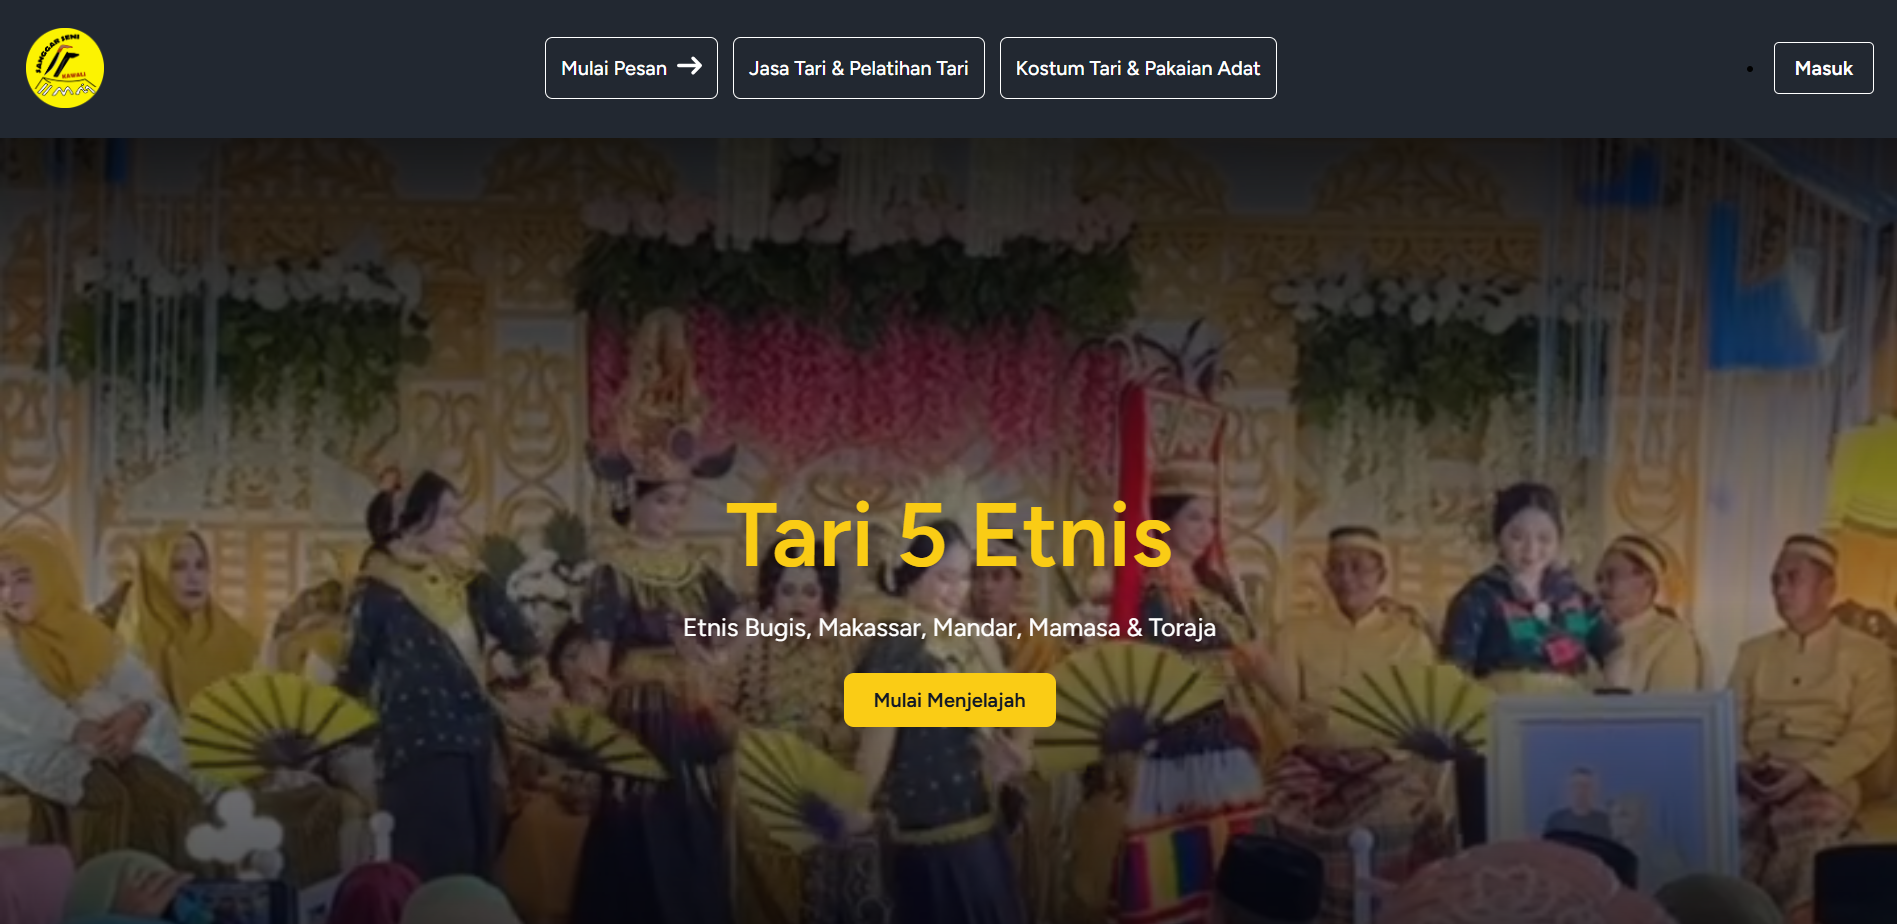 SANGGAR SENI
KAWALI
Mulai Pesan →
Jasa Tari & Pelatihan Tari
Kostum Tari & Pakaian Adat
Masuk
Tari 5 Etnis
Etnis Bugis, Makassar, Mandar, Mamasa & Toraja
Mulai Menjelajah